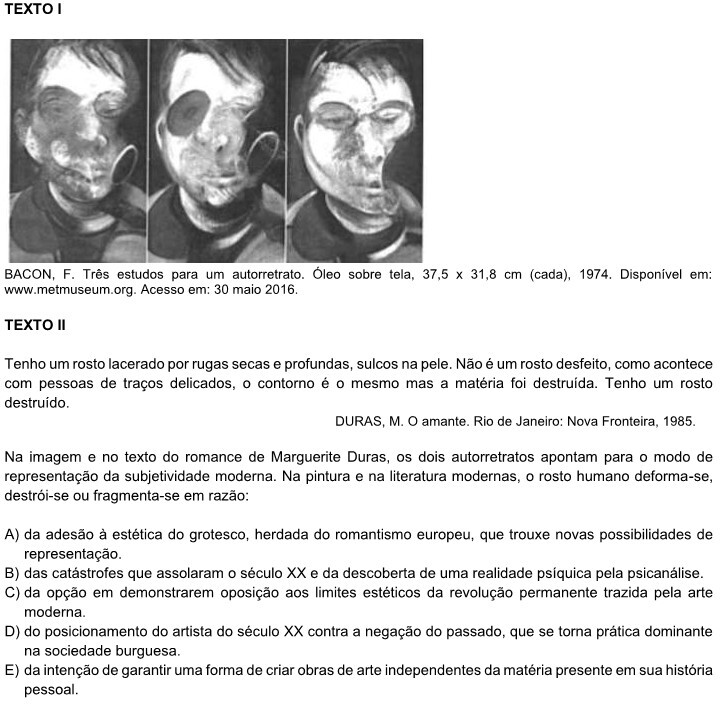 TEXTO I
BACON, F. Três estudos para um autorretrato. Óleo sobre tela, 37,5 x 31,8 cm (cada), 1974. Disponível em:
www.metmuseum.org. Acesso em: 30 maio 2016.
TEXTO II
Tenho um rosto lacerado por rugas secas e profundas, sulcos na pele. Não é um rosto desfeito, como acontece
com pessoas de traços delicados, o contorno é o mesmo mas a matéria foi destruída. Tenho um rosto
destruído.
DURAS, M. O amante. Rio de Janeiro: Nova Fronteira, 1985.
Na imagem e no texto do romance de Marguerite Duras, os dois autorretratos apontam para o modo de
representação da subjetividade moderna. Na pintura e na literatura modernas, o rosto humano deforma-se,
destrói-se ou fragmenta-se em razão:
A) da adesão à estética do grotesco, herdada do romantismo europeu, que trouxe novas possibilidades de
representação.
B) das catástrofes que assolaram o século XX e da descoberta de uma realidade psíquica pela psicanálise.
C) da opção em demonstrarem oposição aos limites estéticos da revolução permanente trazida pela arte
moderna.
D) do posicionamento do artista do século XX contra a negação do passado, que se torna prática dominante
na sociedade burguesa.
E) da intenção de garantir uma forma de criar obras de arte independentes da matéria presente em sua história
pessoal.